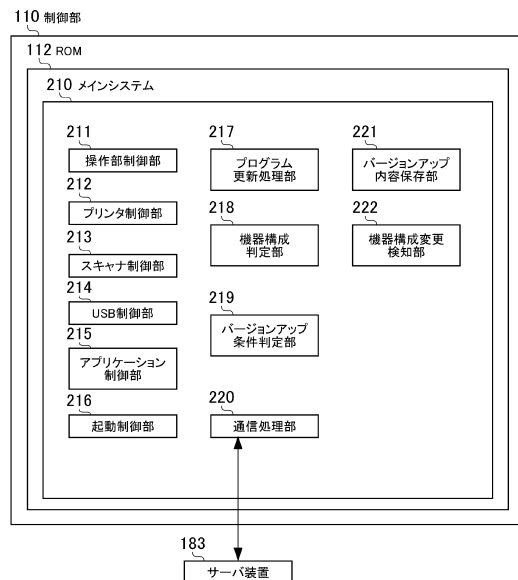 110 制御部
112 ROM
210 メインシステム
211
操作部制御部
212
プリンタ制御部
213
スキャナ制御部
214
USB制御部
215
アプリケーション
制御部
216
起動制御部
217
プログラム
更新処理部
218
機器構成
判定部
219
バージョンアップ
条件判定部
220
通信処理部
221
バージョンアップ
内容保存部
222
機器構成変更
検知部
183
サーバ装置